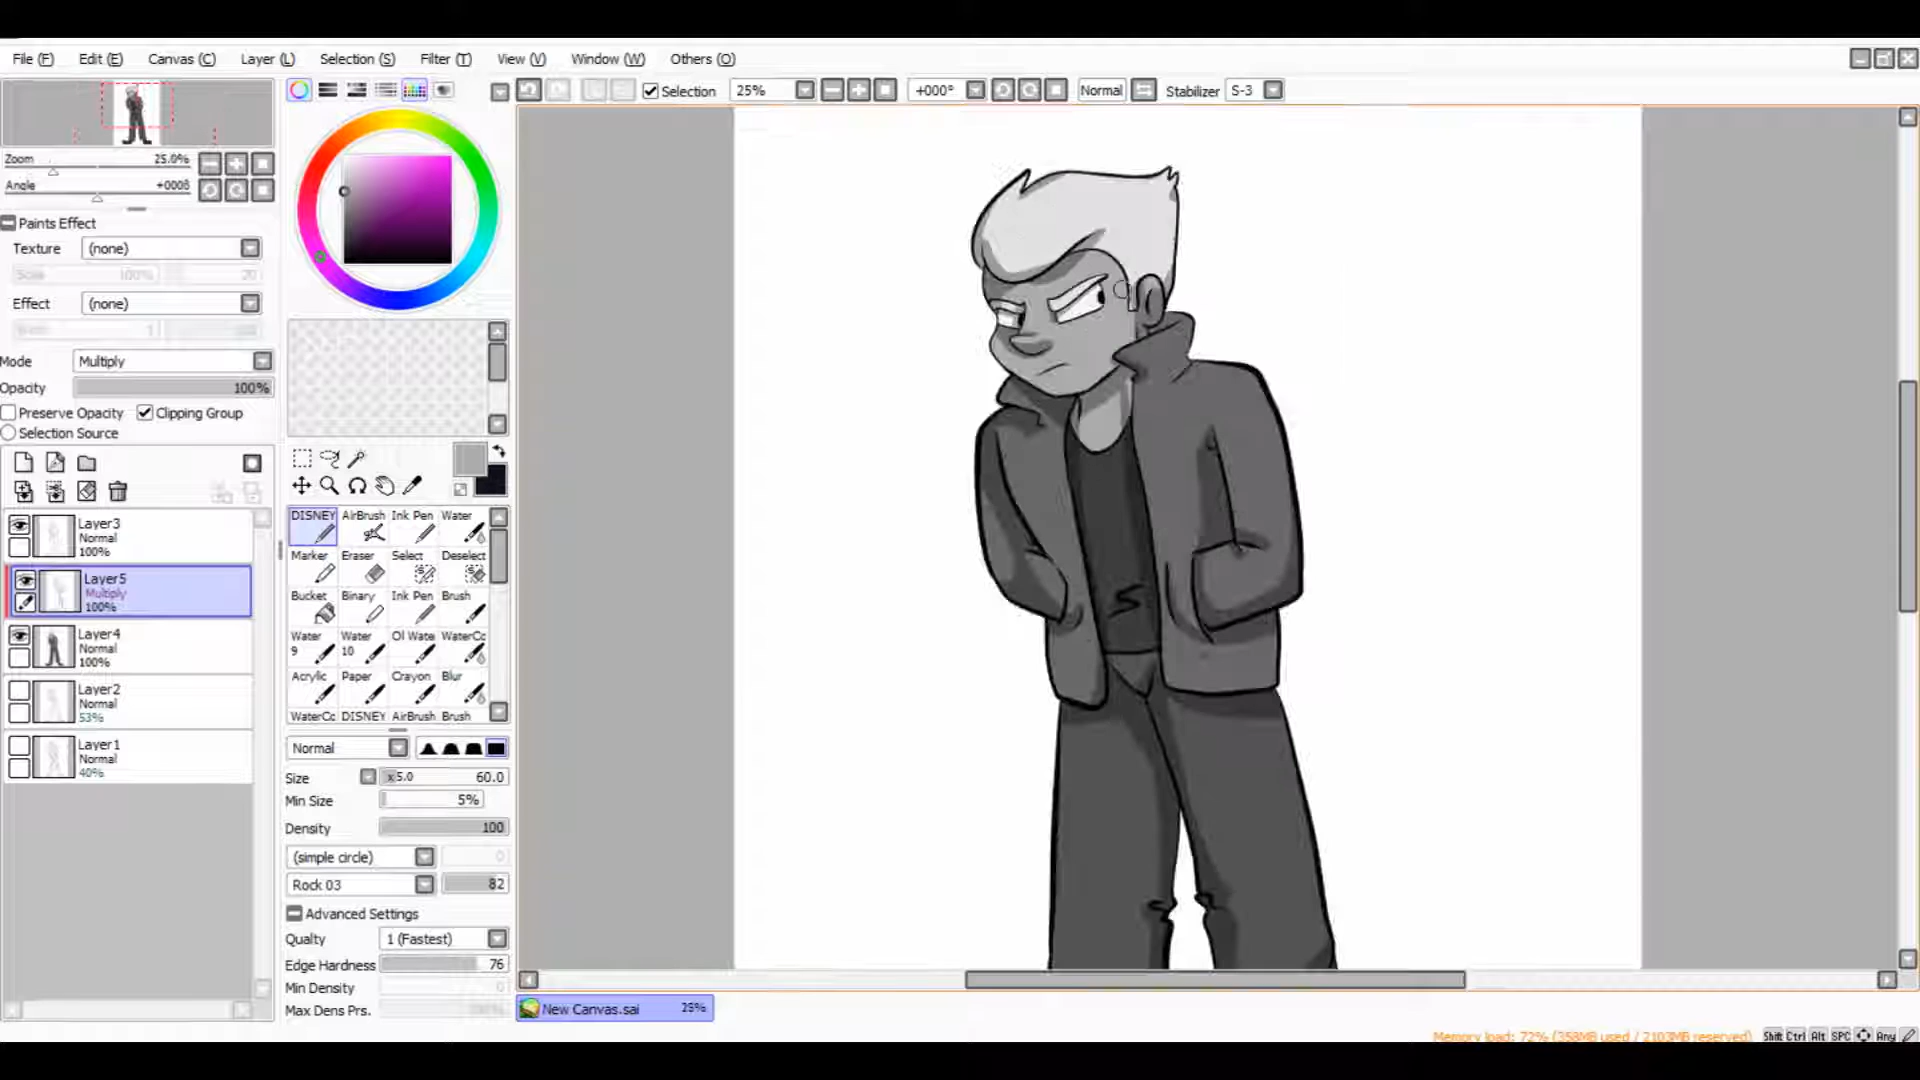 File (F) Edit (E) Canvas (C) Layer (L) Selection (S) Filter (T) View (V) Window (W) Others (O)
Selection 25% +000° Normal Stabilizer S-3
Zoom 25.0%
Angle
Paints Effect
Texture (none)
Scale 100% 20
Effect (none)
Mode Multiply
Opacity 100%
Preserve Opacity Clipping Group
Selection Source
Layer3
Normal
100%
Layer5
Multiply
100%
Layer4
Normal
100%
Layer2
Normal
53%
Layer1
Normal
40%
DISNEY AirBrush Ink Pen Water
Marker Eraser Select Deselect
Bucket Binary Ink Pen Brush
Water 9 Water 10 Ol Wate WaterCc
Acrylic Paper Crayon Blur
WaterCc DISNEY AirBrush Brush
Normal
Size x5.0 60.0
Min Size 5%
Density 100
(simple circle) 0
Rock 03 82
Advanced Settings
Qualty 1 (Fastest)
Edge Hardness 76
Min Density 0
Max Dens Prs.
S
New Canvas.sai 25%
Memory load: 72% (358MB used / 2103MB reserved) Shift Ctrl Alt SPC Any